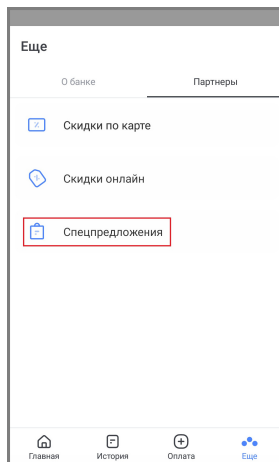 Еще
О банке
Партнеры
Скидки по карте
Скидки онлайн
Спецпредложения
Главная
История
Оплата
Еще